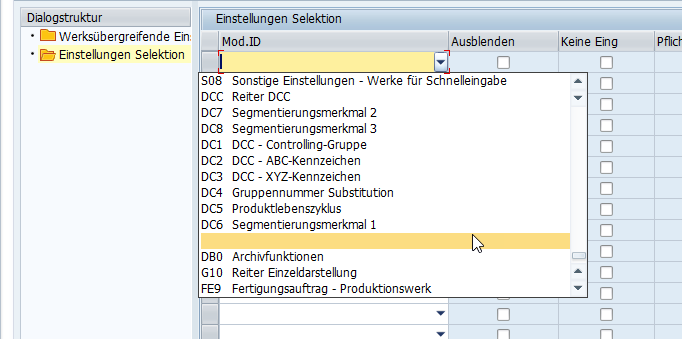 Dialogstruktur
Werksübergreifende Ein
Einstellungen Selektion
Einstellungen Selektion
Mod.ID Ausblenden Keine Eing Pflich
S08 Sonstige Einstellungen - Werke für Schnelleingabe
DCC Reiter DCC
DC7 Segmentierungsmerkmal 2
DC8 Segmentierungsmerkmal 3
DC1 DCC - Controlling-Gruppe
DC2 DCC - ABC-Kennzeichen
DC3 DCC - XYZ-Kennzeichen
DC4 Gruppennummer Substitution
DC5 Produktlebenszyklus
DC6 Segmentierungsmerkmal 1
DB0 Archivfunktionen
G10 Reiter Einzeldarstellung
FE9 Fertigungsauftrag - Produktionswerk